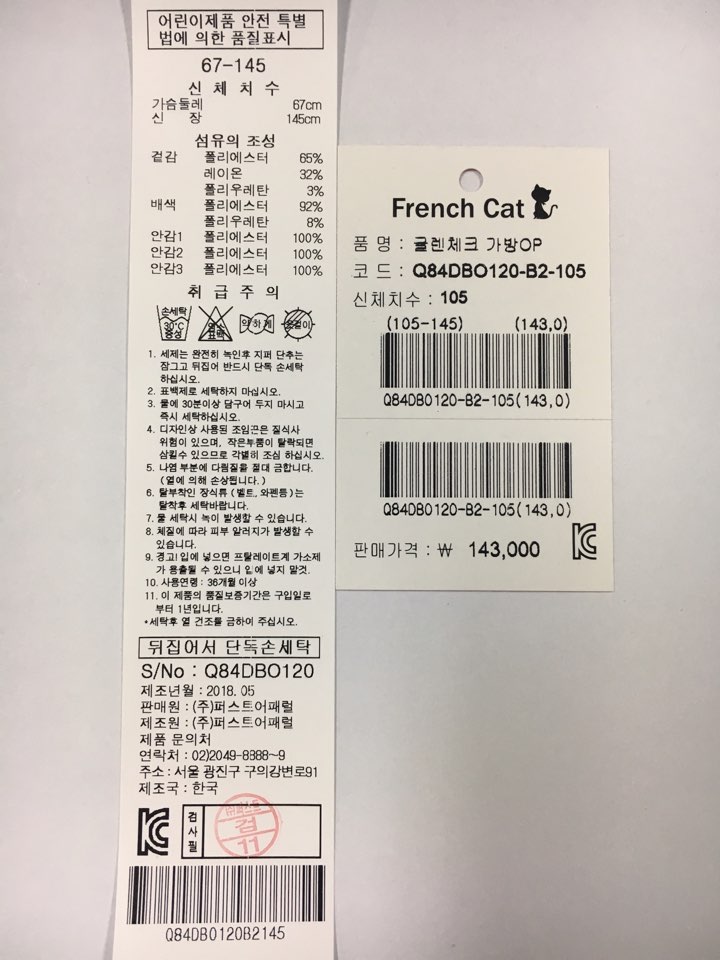 어린이제품 안전 특별
법에 의한 품질표시
67-145
신 체 치 수
가슴둘레 67cm
신 장 145cm
섬유의 조성
겉감 폴리에스터 65%
레이온 32%
폴리우레탄 3%
배색 폴리에스터 92%
폴리우레탄 8%
안감1 폴리에스터 100%
안감2 폴리에스터 100%
안감3 폴리에스터 100%
취 급 주 의
손세탁
30°C
중성
염소
표백
약하게
옷걸이
1. 세제는 완전히 녹인후 지퍼 단추는
잠그고 뒤집어 반드시 단독 손세탁
하십시오.
2. 표백제로 세탁하지 마십시오.
3. 물에 30분이상 담구어 두지 마시고
즉시 세탁하십시오.
4. 디자인상 사용된 조임끈은 질식사
위험이 있으며, 작은부품이 탈락되면
삼킬수 있으므로 각별히 조심 하십시오.
5. 나염 부분에 다림질을 절대 금합니다.
(열에 의해 손상됩니다.)
6. 탈부착인 장식류 (벨트, 와펜등)는
탈착후 세탁바랍니다.
7. 물 세탁시 녹이 발생할 수 있습니다.
8. 체질에 따라 피부 알러지가 발생할 수
있습니다.
9. 경고! 입에 넣으면 프탈레이트계 가소제
가 용출될 수 있으니 입에 넣지 말것.
10. 사용연령 : 36개월 이상
11. 이 제품의 품질보증기간은 구입일로
부터 1년입니다.
*세탁후 열 건조를 금하여 주십시오.
뒤집어서 단독손세탁
S/No : Q84DBO120
제조년월 : 2018. 05
판매원 : (주)퍼스트어패럴
제조원 : (주)퍼스트어패럴
제품 문의처
연락처 : 02)2049-8888~9
주소 : 서울 광진구 구의강변로91
제조국 : 한국
KC
검사필
검
11
Q84DBO120B2145
French Cat
품 명 : 글렌체크 가방OP
코 드 : Q84DBO120-B2-105
신체치수 : 105
(105-145) (143,0)
Q84DBO120-B2-105(143,0)
Q84DBO120-B2-105(143,0)
판매가격 : ₩ 143,000
KC